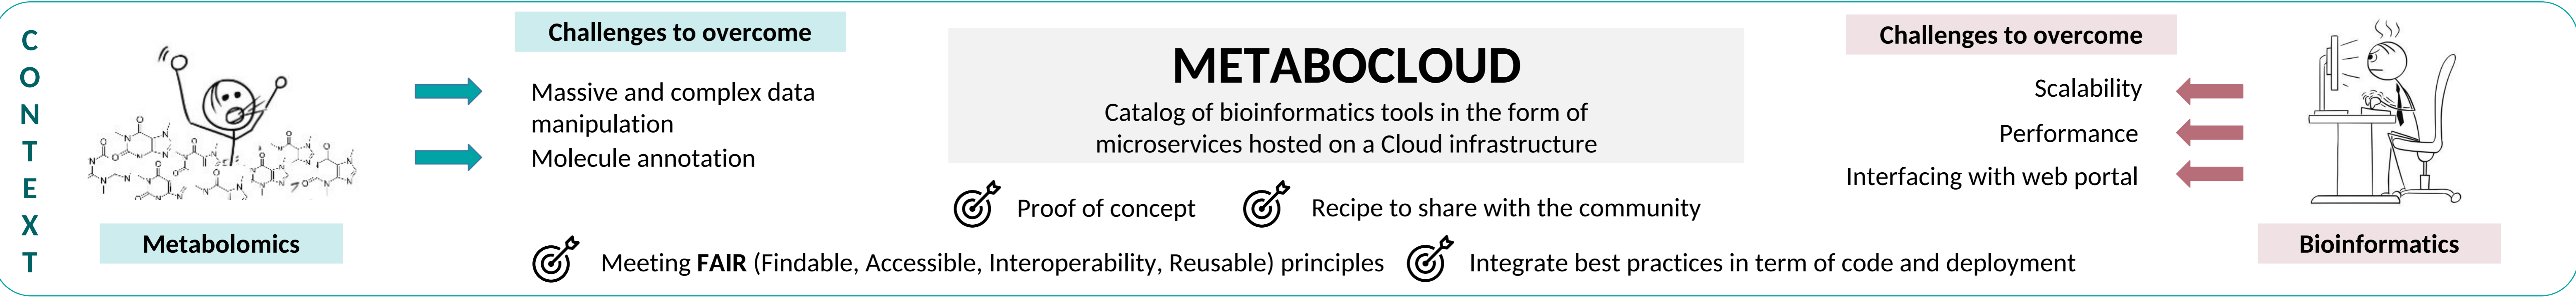 CONTEXT
Metabolomics
Challenges to overcome
Massive and complex data
manipulation
Molecule annotation
METABOCLOUD
Catalog of bioinformatics tools in the form of
microservices hosted on a Cloud infrastructure
Proof of concept
Recipe to share with the community
Meeting FAIR (Findable, Accessible, Interoperability, Reusable) principles
Integrate best practices in term of code and deployment
Challenges to overcome
Scalability
Performance
Interfacing with web portal
Bioinformatics